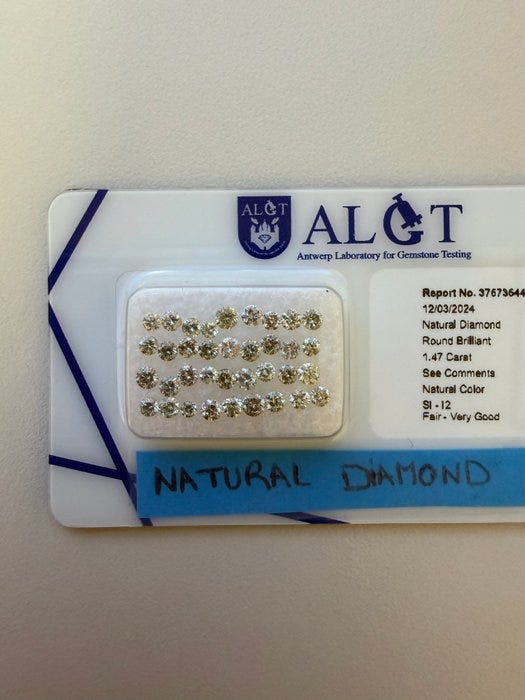 ALGT
ALGT
Antwerp Laboratory for Gemstone Testing
Report No. 37673644
12/03/2024
Natural Diamond
Round Brilliant
1.47 Carat
See Comments
Natural Color
SI - I2
Fair - Very Good
NATURAL DIAMOND